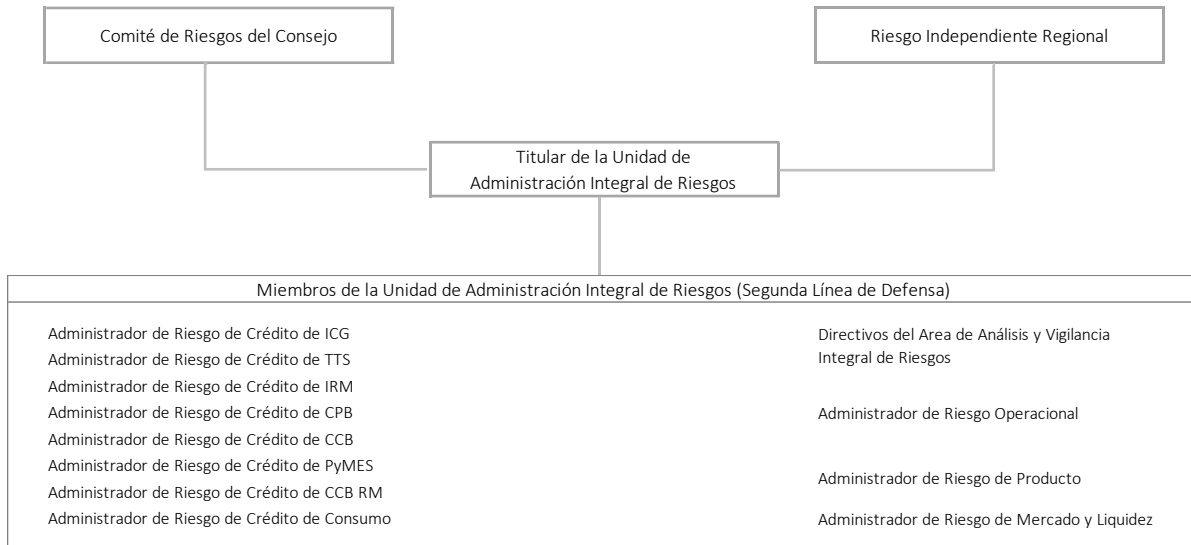 Comité de Riesgos del Consejo
Riesgo Independiente Regional
Titular de la Unidad de
Administración Integral de Riesgos
Miembros de la Unidad de Administración Integral de Riesgos (Segunda Línea de Defensa)
Administrador de Riesgo de Crédito de ICG
Administrador de Riesgo de Crédito de TTS
Administrador de Riesgo de Crédito de IRM
Administrador de Riesgo de Crédito de CPB
Administrador de Riesgo de Crédito de CCB
Administrador de Riesgo de Crédito de PyMES
Administrador de Riesgo de Crédito de CCB RM
Administrador de Riesgo de Crédito de Consumo
Directivos del Area de Análisis y Vigilancia
Integral de Riesgos
Administrador de Riesgo Operacional
Administrador de Riesgo de Producto
Administrador de Riesgo de Mercado y Liquidez